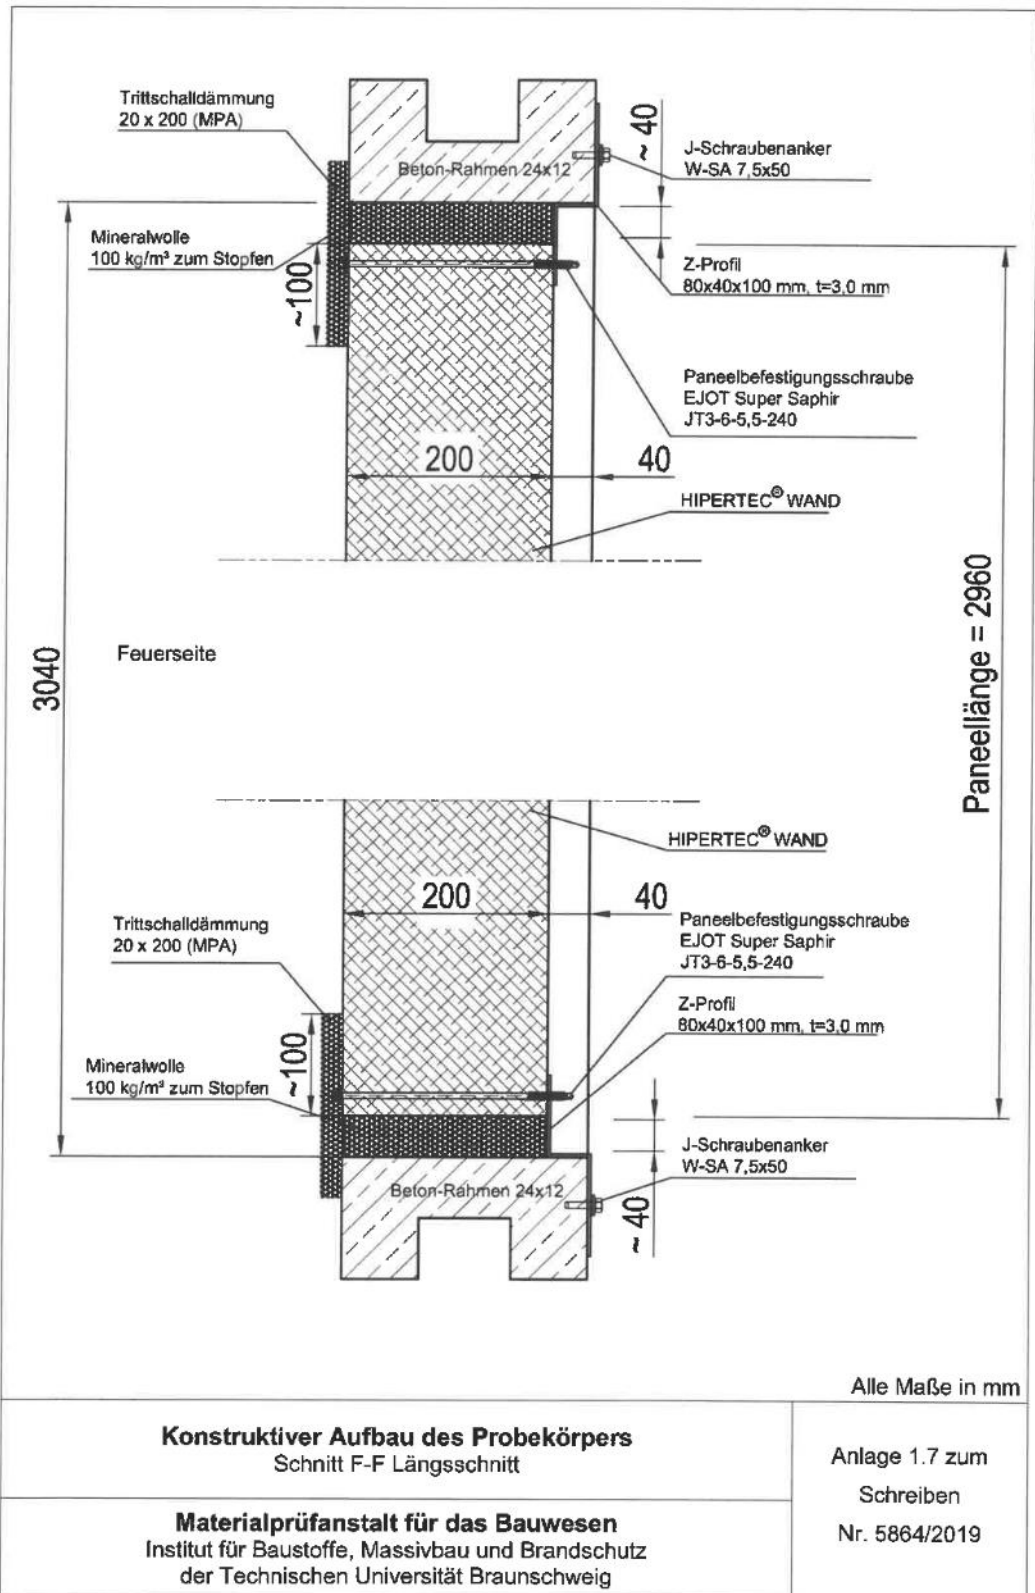 Trittschalldämmung
20 x 200 (MPA)
~ 40
J-Schraubenanker
W-SA 7,5x50
Beton-Rahmen 24x12
Mineralwolle
100 kg/m³ zum Stopfen
~100
Z-Profil
80x40x100 mm, t=3,0 mm
Paneelbefestigungsschraube
EJOT Super Saphir
JT3-6-5,5-240
200
40
HIPERTEC® WAND
Feuerseite
3040
Paneellänge = 2960
HIPERTEC® WAND
200
40
Trittschalldämmung
20 x 200 (MPA)
Paneelbefestigungsschraube
EJOT Super Saphir
JT3-6-5,5-240
Z-Profil
80x40x100 mm, t=3,0 mm
~100
Mineralwolle
100 kg/m³ zum Stopfen
J-Schraubenanker
W-SA 7,5x50
Beton-Rahmen 24x12
~ 40
Alle Maße in mm
Konstruktiver Aufbau des Probekörpers
Schnitt F-F Längsschnitt
Anlage 1.7 zum
Schreiben
Nr. 5864/2019
Materialprüfanstalt für das Bauwesen
Institut für Baustoffe, Massivbau und Brandschutz
der Technischen Universität Braunschweig